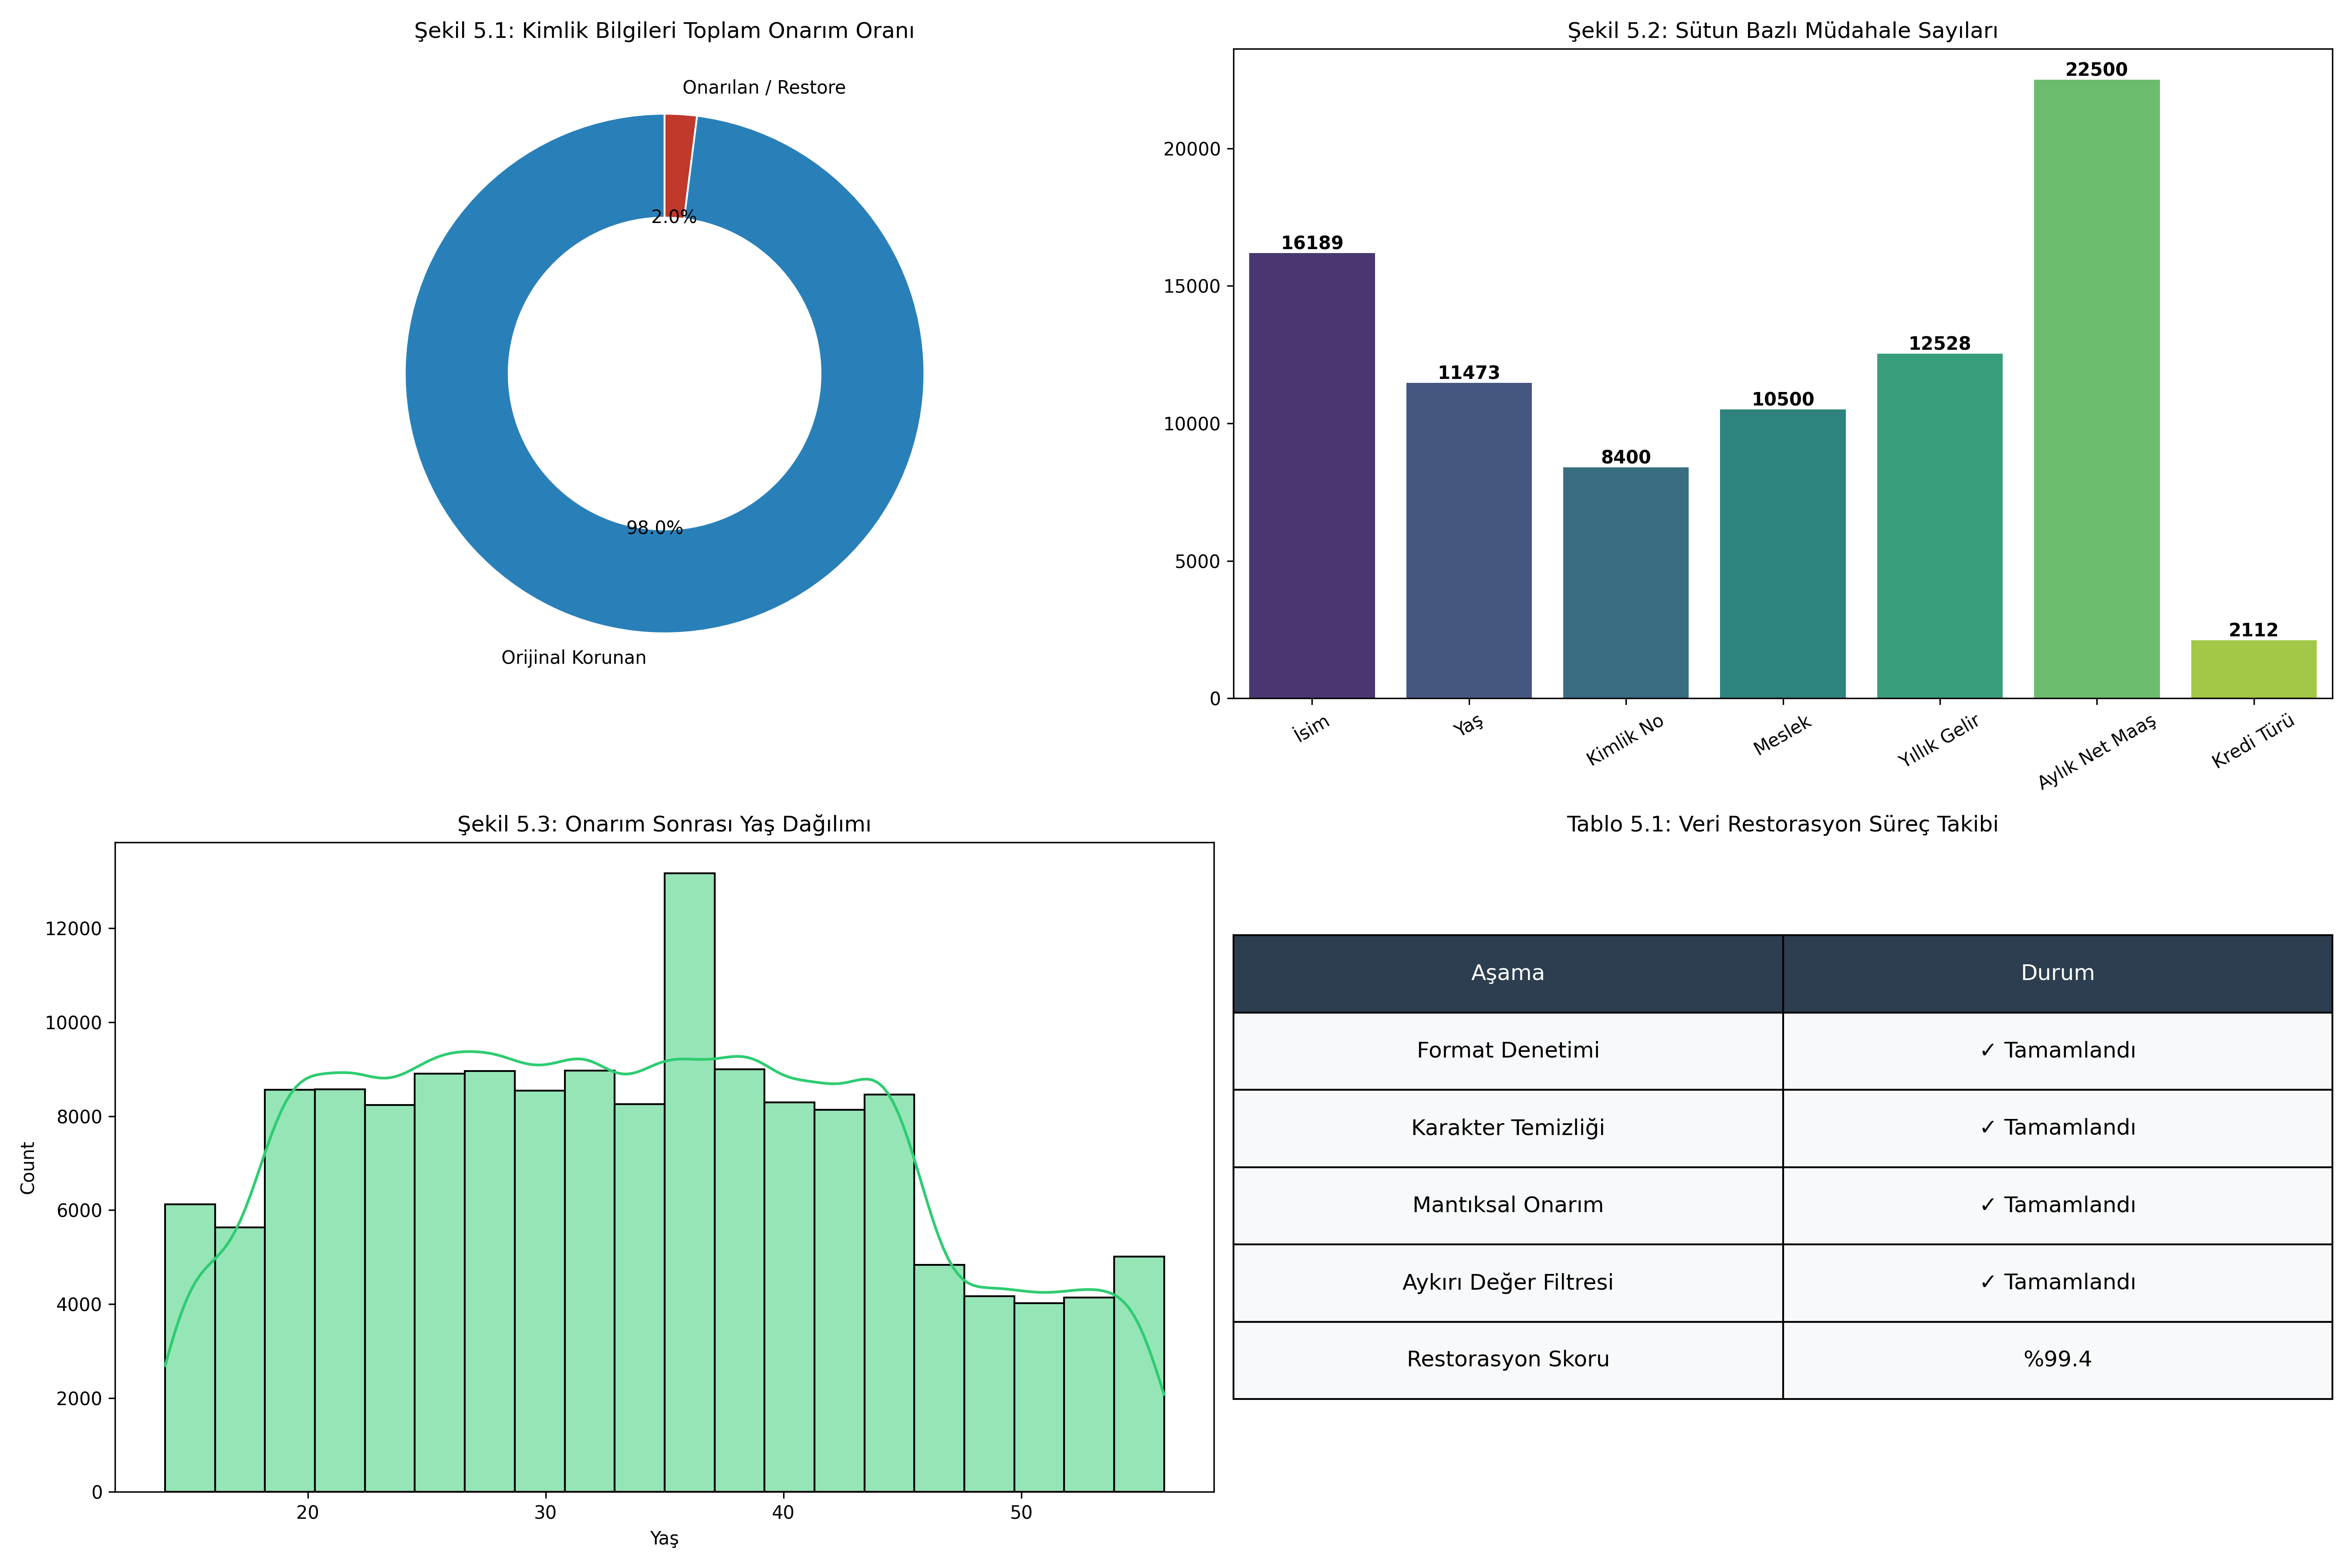 Şekil 5.1: Kimlik Bilgileri Toplam Onarım Oranı
Onarılan / Restore
2.0%
98.0%
Orijinal Korunan
Şekil 5.2: Sütun Bazlı Müdahale Sayıları
20000
15000
10000
5000
0
16189
11473
8400
10500
12528
22500
2112
İsim
Yaş
Kimlik No
Meslek
Yıllık Gelir
Aylık Net Maaş
Kredi Türü
Şekil 5.3: Onarım Sonrası Yaş Dağılımı
Count
12000
10000
8000
6000
4000
2000
0
20
30
40
50
Yaş
Tablo 5.1: Veri Restorasyon Süreç Takibi
Aşama Durum
Format Denetimi ✓ Tamamlandı
Karakter Temizliği ✓ Tamamlandı
Mantıksal Onarım ✓ Tamamlandı
Aykırı Değer Filtresi ✓ Tamamlandı
Restorasyon Skoru %99.4